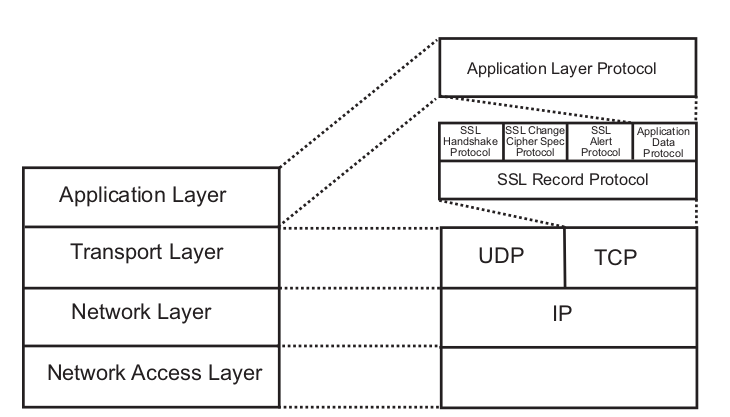 Application Layer Protocol
SSL
Handshake
Protocol
SSL Change
Cipher Spec
Protocol
SSL
Alert
Protocol
Application
Data
Protocol
SSL Record Protocol
Application Layer
Transport Layer
UDP
TCP
Network Layer
IP
Network Access Layer